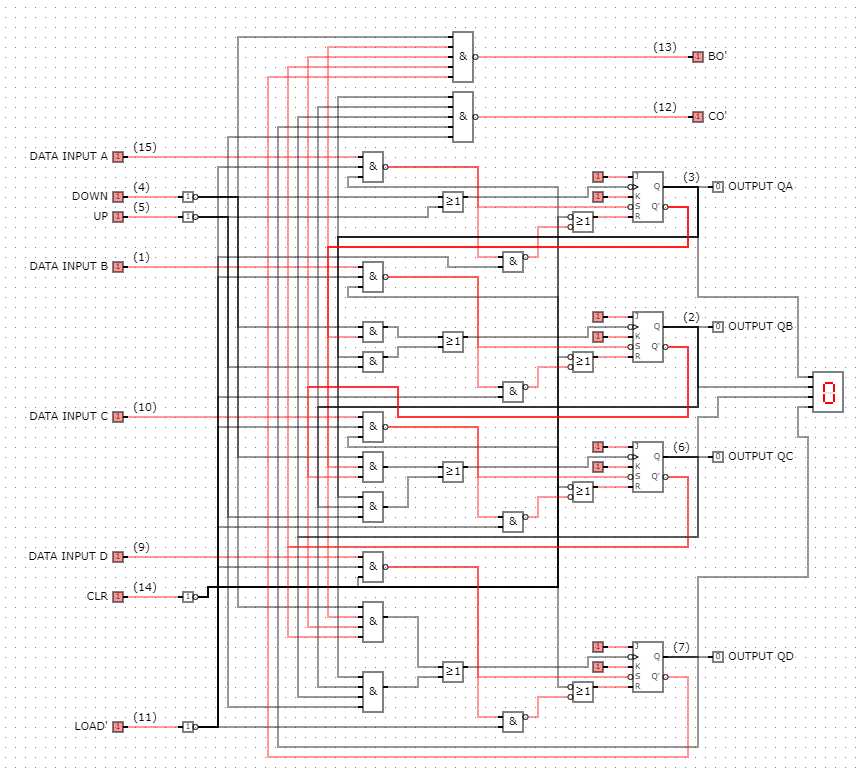 (13)
1 BO'
&
(12)
1 CO'
&
DATA INPUT A 1 (15)
&
DOWN 1 (4) 1
UP 1 (5) 1
≥1
1 J
1 K
S
R
Q (3) 0 OUTPUT QA
Q'
≥1
&
DATA INPUT B 1 (1)
&
&
&
≥1
1 J
1 K
S
R
Q (2) 0 OUTPUT QB
Q'
≥1
&
0
DATA INPUT C 1 (10)
&
&
&
≥1
1 J
1 K
S
R
Q (6) 0 OUTPUT QC
Q'
≥1
&
DATA INPUT D 1 (9)
&
CLR 1 (14) 1
&
&
≥1
1 J
1 K
S
R
Q (7) 0 OUTPUT QD
Q'
≥1
&
LOAD' 1 (11) 1